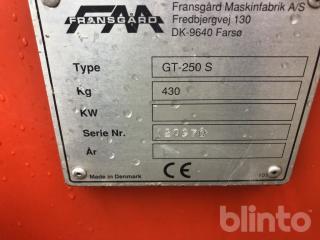 FRANSGÅRD
Fransgård Maskinfabrik A/S
Fredbjergvej 130
DK-9640 Farsø
Type GT-250 S
Kg 430
KW
Serie Nr.
År
Made in Denmark CE
blinto